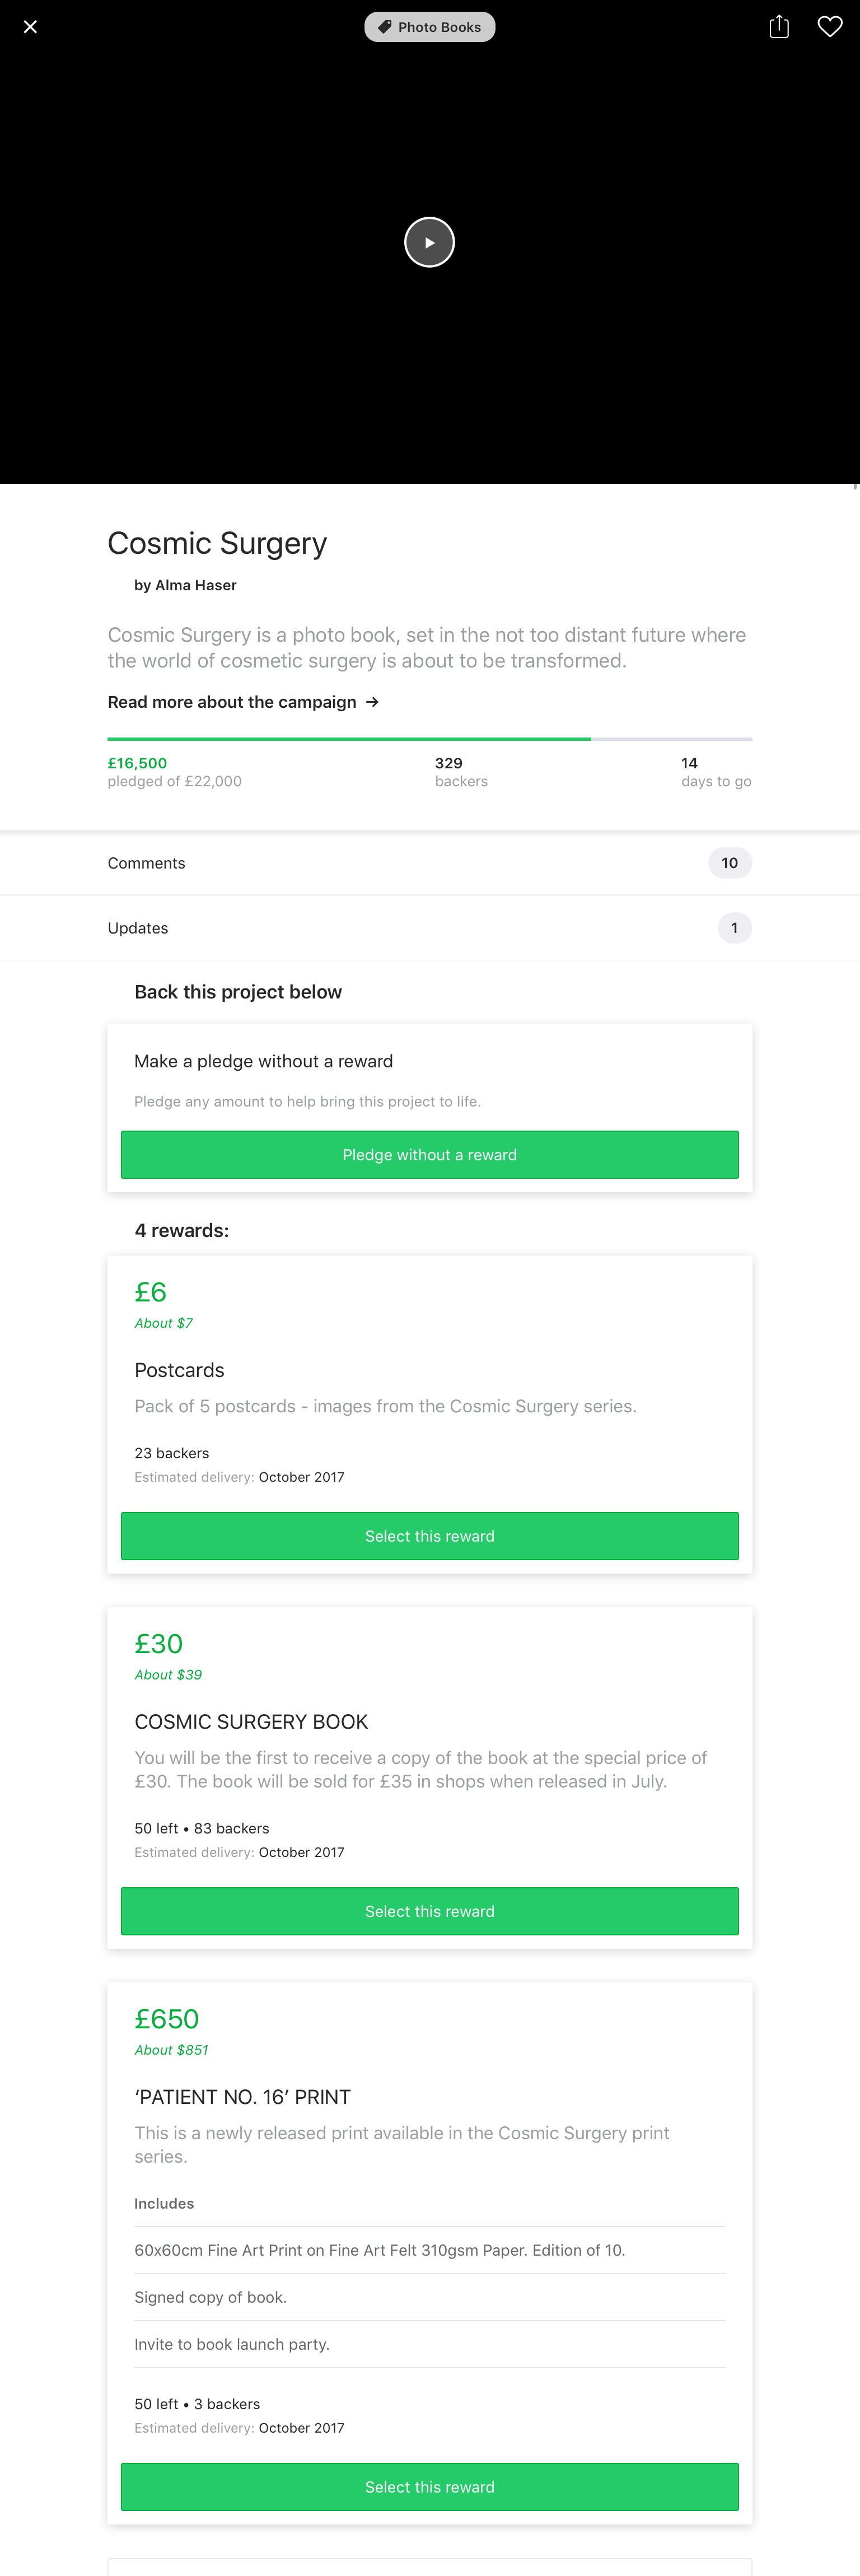 Photo Books
Cosmic Surgery
by Alma Haser
Cosmic Surgery is a photo book, set in the not too distant future where
the world of cosmetic surgery is about to be transformed.
Read more about the campaign →
£16,500
pledged of £22,000
329
backers
14
days to go
Comments
10
Updates
1
Back this project below
Make a pledge without a reward
Pledge any amount to help bring this project to life.
Pledge without a reward
4 rewards:
£6
About $7
Postcards
Pack of 5 postcards - images from the Cosmic Surgery series.
23 backers
Estimated delivery: October 2017
Select this reward
£30
About $39
COSMIC SURGERY BOOK
You will be the first to receive a copy of the book at the special price of
£30. The book will be sold for £35 in shops when released in July.
50 left • 83 backers
Estimated delivery: October 2017
Select this reward
£650
About $851
‘PATIENT NO. 16’ PRINT
This is a newly released print available in the Cosmic Surgery print
series.
Includes
60x60cm Fine Art Print on Fine Art Felt 310gsm Paper. Edition of 10.
Signed copy of book.
Invite to book launch party.
50 left • 3 backers
Estimated delivery: October 2017
Select this reward